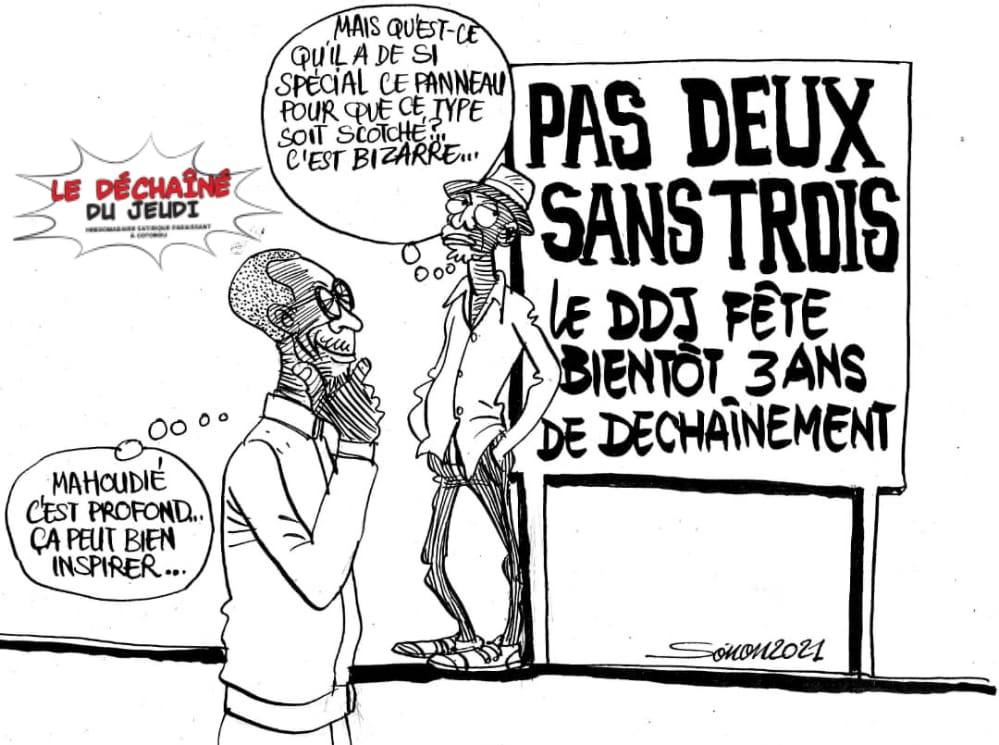 MAIS QU'EST-CE
QU'IL A DE SI
SPÉCIAL CE PANNEAU
POUR QUE CE TYPE
SOIT SCOTCHÉ?..
C'EST BIZARRE...
PAS DEUX
SANS TROIS
LE DDJ FÊTE
BIENTÔT 3 ANS
DE DECHAÎNEMENT
LE DÉCHAÎNÉ
DU JEUDI
HEBDOMADAIRE SATIRIQUE PARAISSANT
A COTONOU
MAHOUDIÉ
C'EST PROFOND...
ÇA PEUT BIEN
INSPIRER...
Sonon 2021